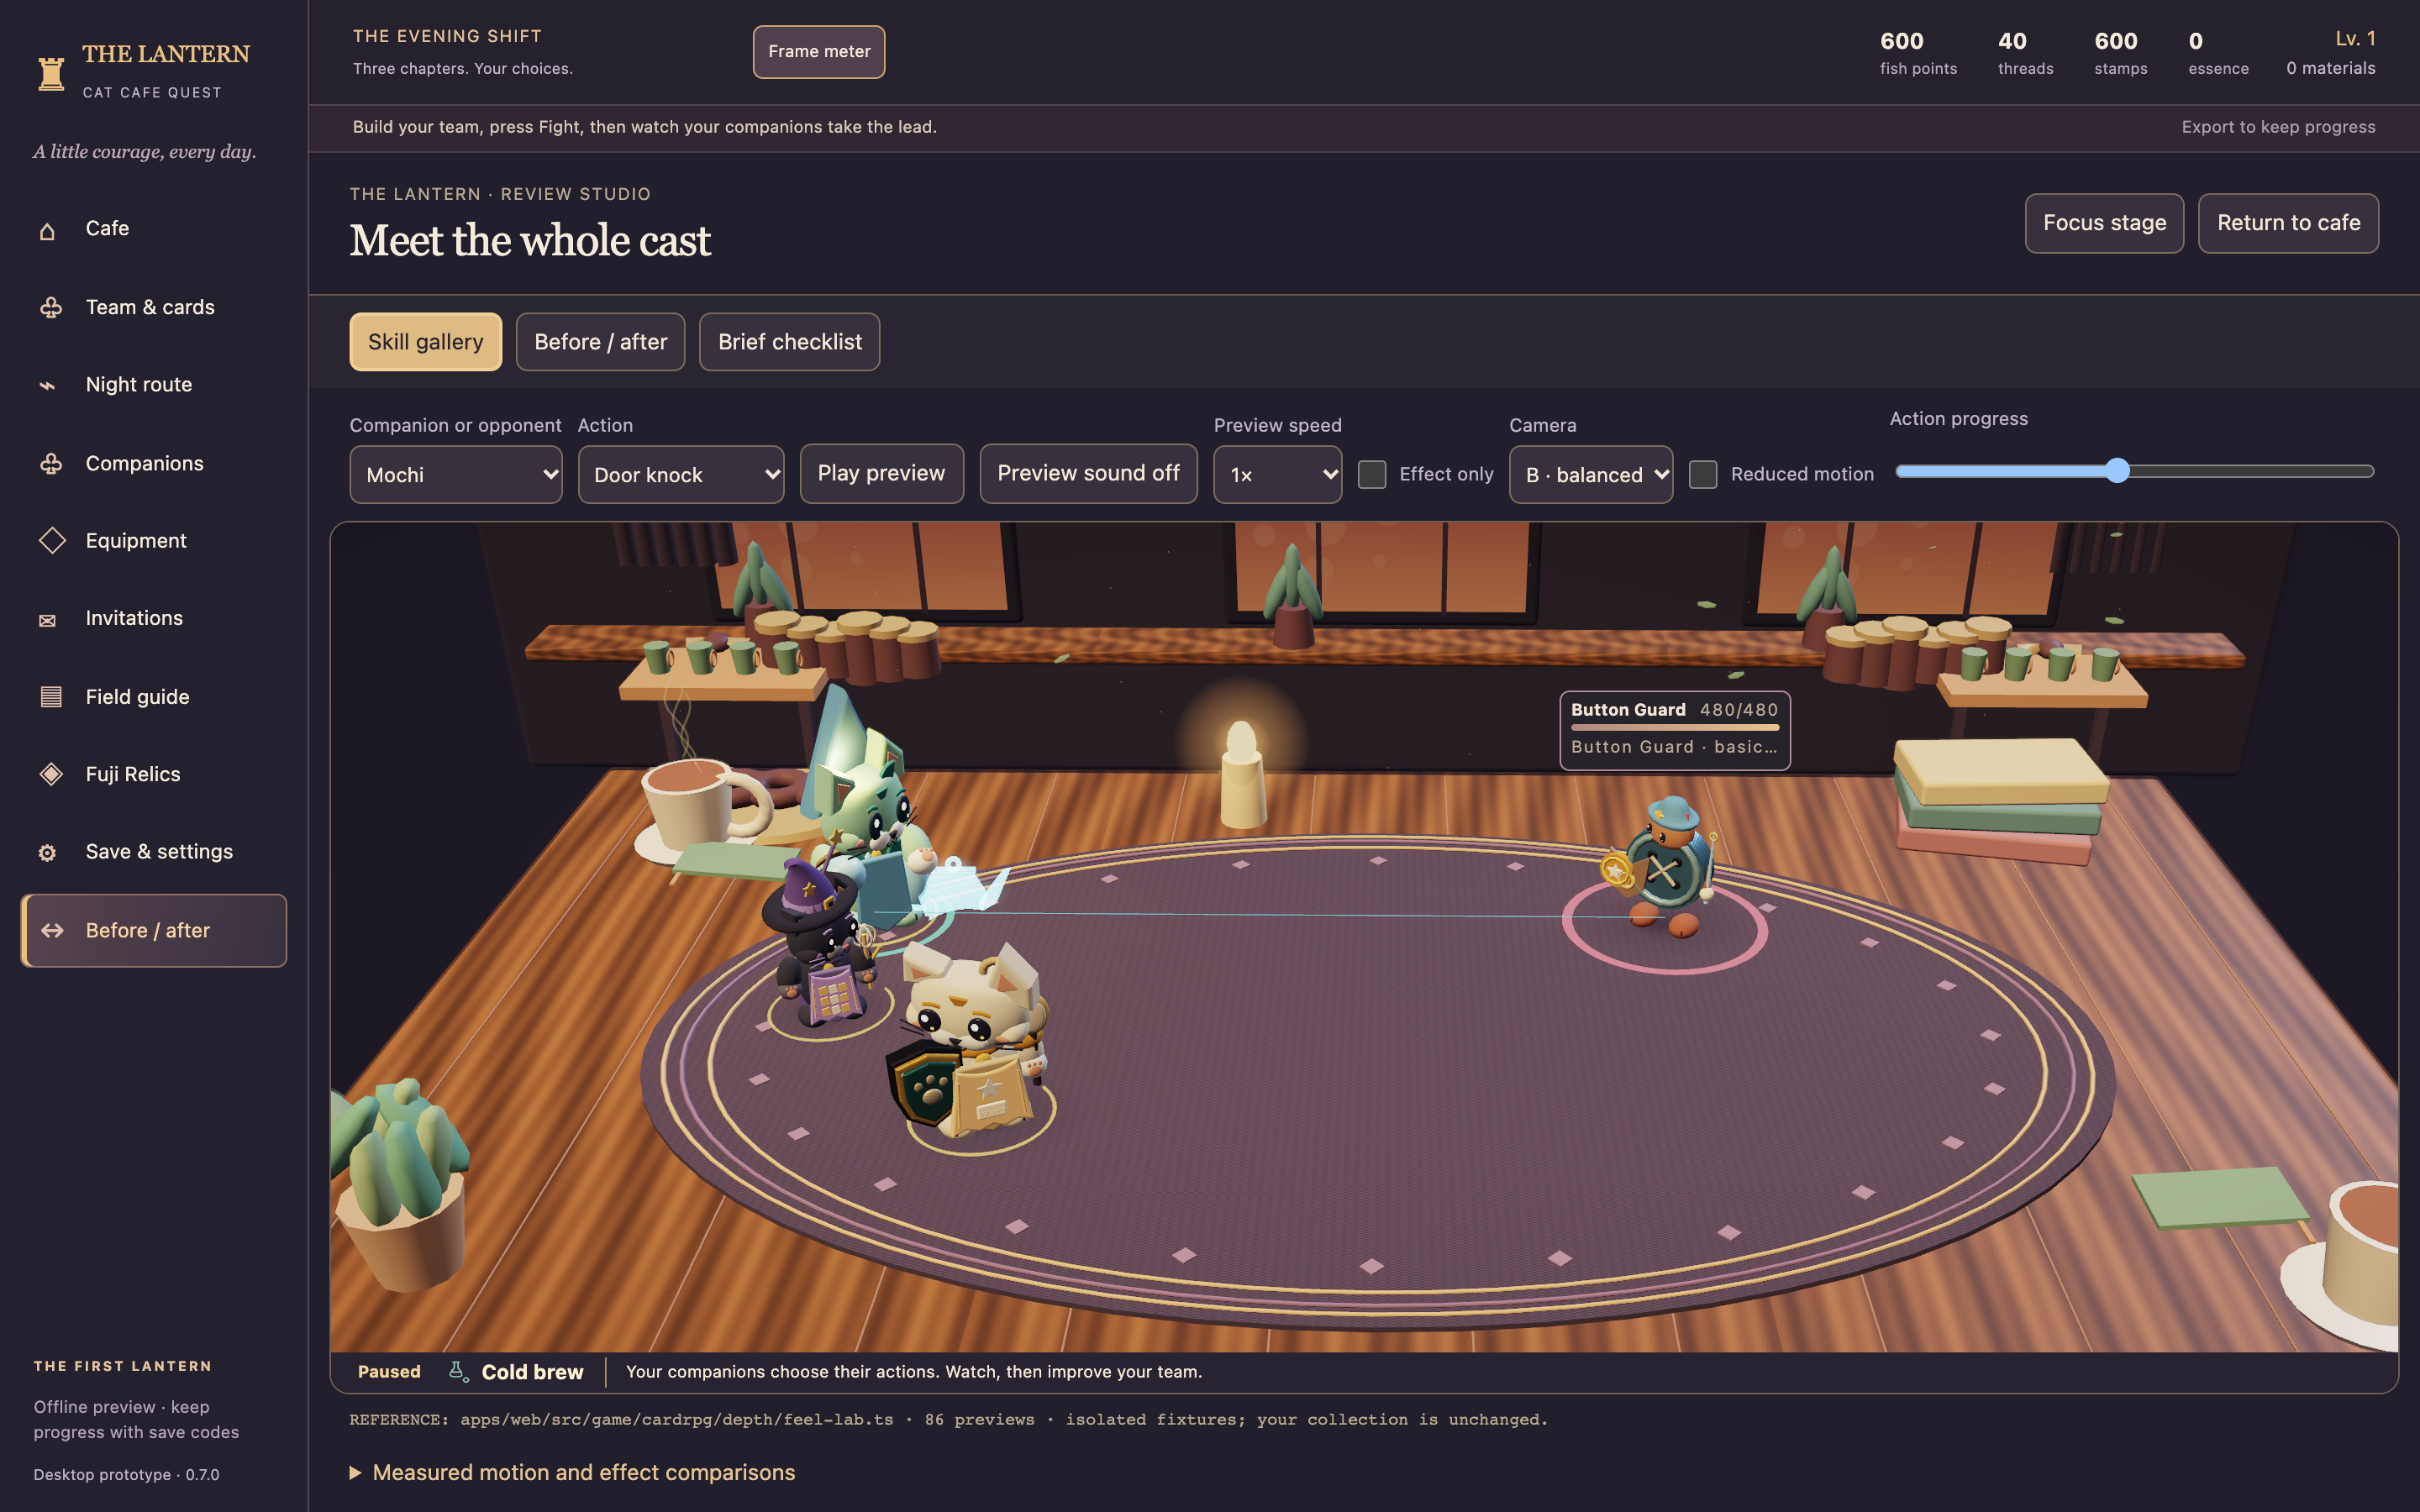 THE LANTERN
CAT CAFE QUEST
A little courage, every day.
Cafe
Team & cards
Night route
Companions
Equipment
Invitations
Field guide
Fuji Relics
Save & settings
Before / after
THE FIRST LANTERN
Offline preview · keep
progress with save codes
Desktop prototype · 0.7.0
THE EVENING SHIFT
Three chapters. Your choices.
Frame meter
600
fish points
40
threads
600
stamps
0
essence
Lv. 1
0 materials
Build your team, press Fight, then watch your companions take the lead.
Export to keep progress
THE LANTERN · REVIEW STUDIO
Meet the whole cast
Focus stage
Return to cafe
Skill gallery
Before / after
Brief checklist
Companion or opponent
Mochi
Action
Door knock
Play preview
Preview sound off
Preview speed
1×
Effect only
Camera
B · balanced
Reduced motion
Action progress
Button Guard 480/480
Button Guard · basic…
Paused
Cold brew
Your companions choose their actions. Watch, then improve your team.
REFERENCE: apps/web/src/game/cardrpg/depth/feel-lab.ts · 86 previews · isolated fixtures; your collection is unchanged.
Measured motion and effect comparisons